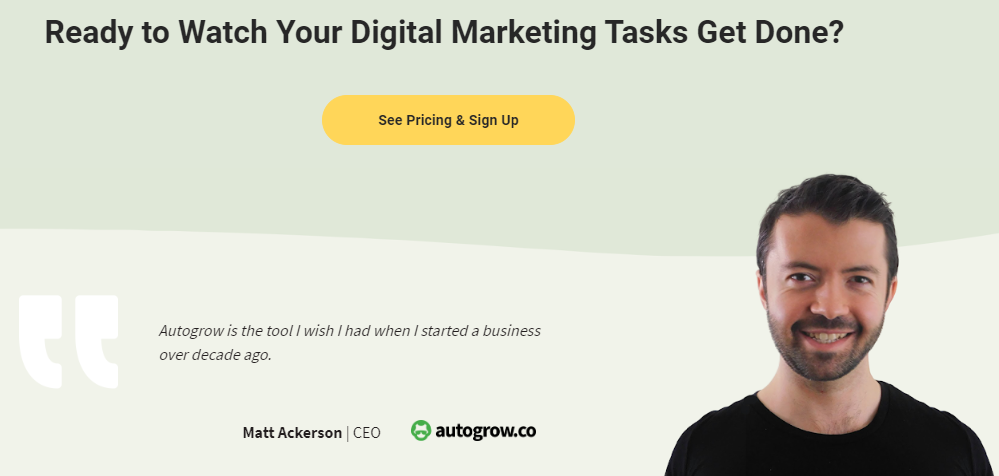 Ready to Watch Your Digital Marketing Tasks Get Done?
See Pricing & Sign Up
Autogrow is the tool I wish I had when I started a business
over decade ago.
Matt Ackerson | CEO autogrow.co